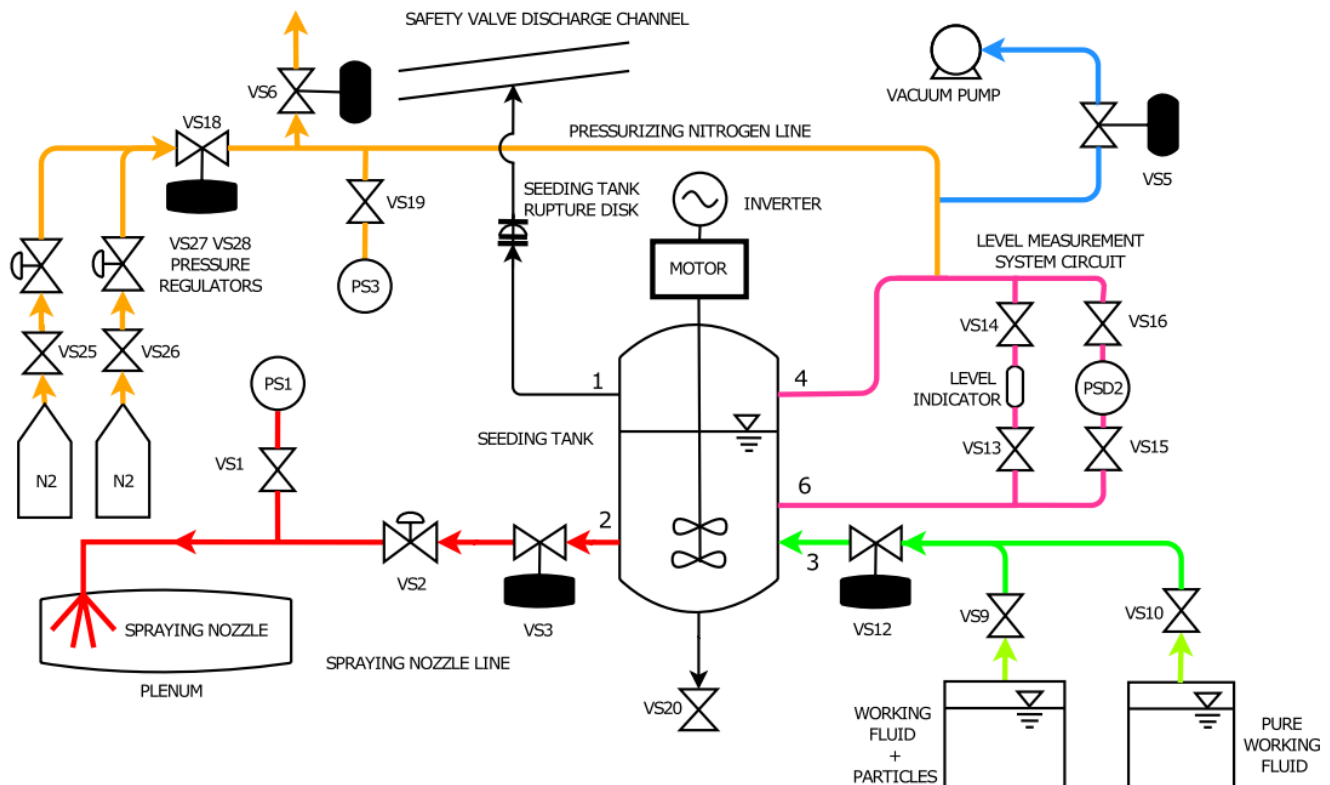 SAFETY VALVE DISCHARGE CHANNEL
VS6
VACUUM PUMP
VS18
PRESSURIZING NITROGEN LINE
VS5
SEEDING TANK
RUPTURE DISK
INVERTER
VS19
VS27 VS28
PRESSURE
REGULATORS
LEVEL MEASUREMENT
SYSTEM CIRCUIT
MOTOR
PS3
VS14
VS16
VS25
VS26
PS1
1
4
LEVEL
INDICATOR
PSD2
SEEDING TANK
VS13
VS15
VS1
N2
N2
6
2
3
VS2
VS3
VS12
VS9
VS10
SPRAYING NOZZLE
SPRAYING NOZZLE LINE
PLENUM
VS20
WORKING
FLUID
+
PARTICLES
PURE
WORKING
FLUID